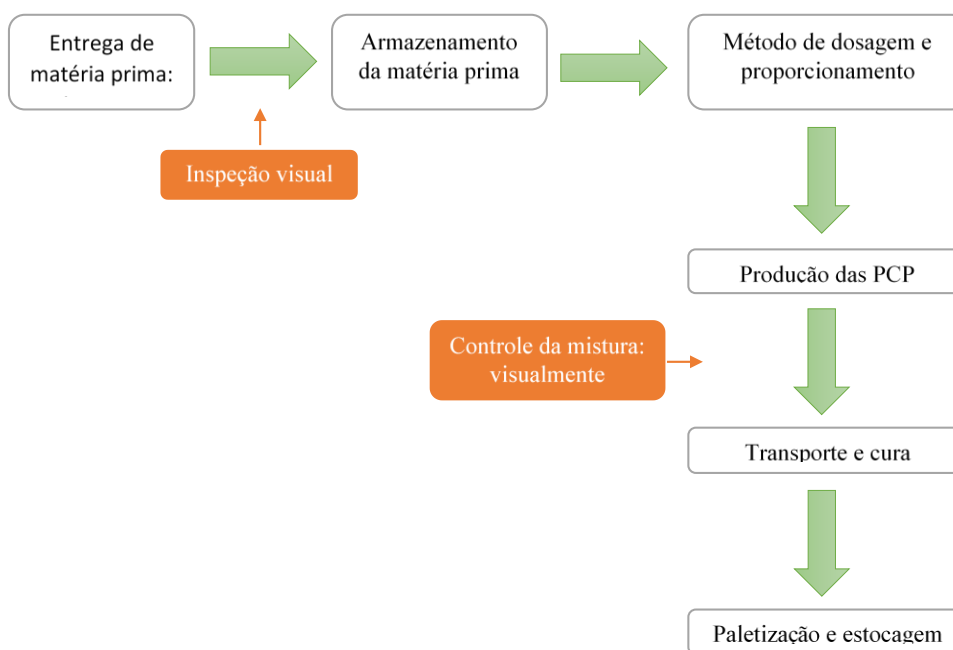 Entrega de
matéria prima:
Armazenamento
da matéria prima
Método de dosagem e
proporcionamento
Inspeção visual
Produção das PCP
Controle da mistura:
visualmente
Transporte e cura
Paletização e estocagem